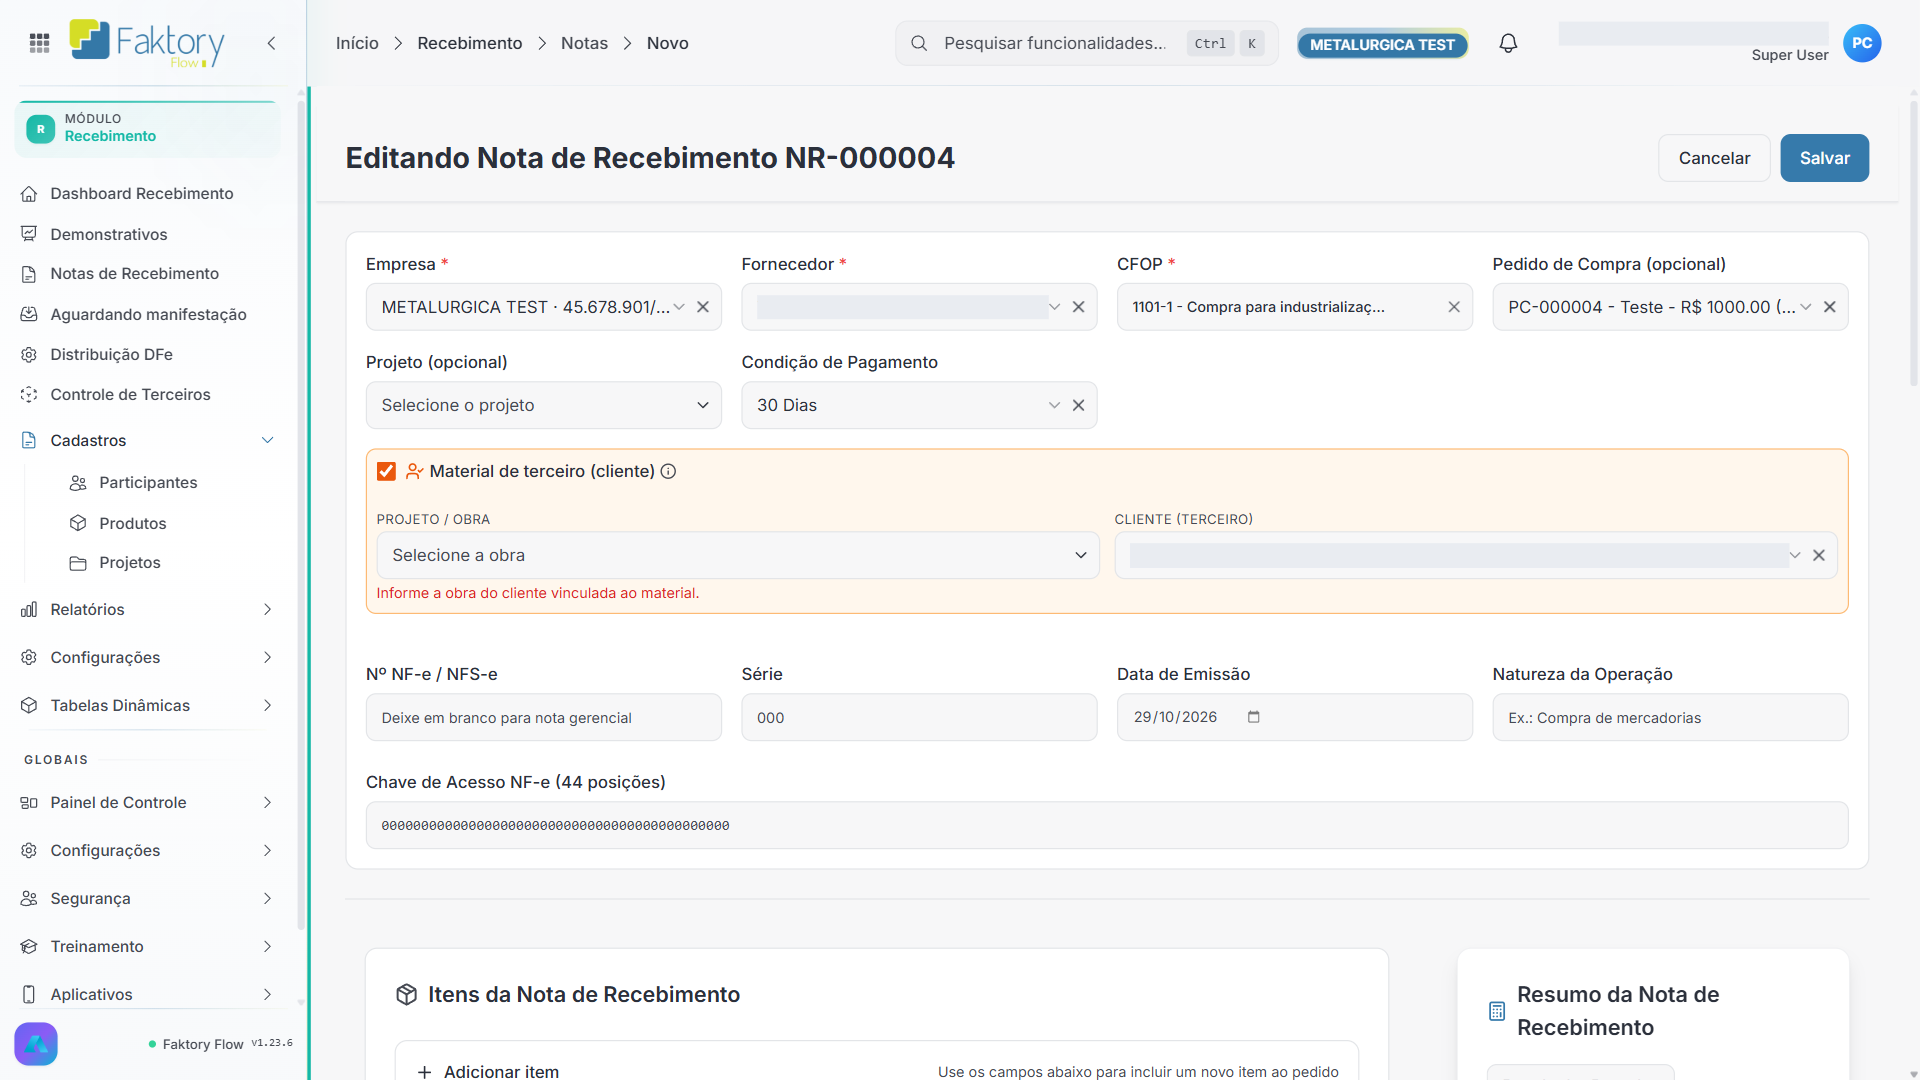 Faktory
Flow
Início > Recebimento > Notas > Novo
Pesquisar funcionalidades...
Ctrl K
METALURGICA TEST
Super User
PC
R
MÓDULO
Recebimento
Dashboard Recebimento
Demonstrativos
Notas de Recebimento
Aguardando manifestação
Distribuição DFe
Controle de Terceiros
Cadastros
Participantes
Produtos
Projetos
Relatórios
Configurações
Tabelas Dinâmicas
GLOBAIS
Painel de Controle
Configurações
Segurança
Treinamento
Aplicativos
Faktory Flow v1.23.6
Editando Nota de Recebimento NR-000004
Cancelar
Salvar
Empresa *
Fornecedor *
CFOP *
Pedido de Compra (opcional)
METALURGICA TEST · 45.678.901/...
1101-1 - Compra para industrializaç...
PC-000004 - Teste - R$ 1000.00 (...
Projeto (opcional)
Condição de Pagamento
Selecione o projeto
30 Dias
Material de terceiro (cliente)
PROJETO / OBRA
CLIENTE (TERCEIRO)
Selecione a obra
Informe a obra do cliente vinculada ao material.
Nº NF-e / NFS-e
Série
Data de Emissão
Natureza da Operação
Deixe em branco para nota gerencial
000
29/10/2026
Ex.: Compra de mercadorias
Chave de Acesso NF-e (44 posições)
00000000000000000000000000000000000000000000
Itens da Nota de Recebimento
Adicionar item
Use os campos abaixo para incluir um novo item ao pedido
Resumo da Nota de
Recebimento